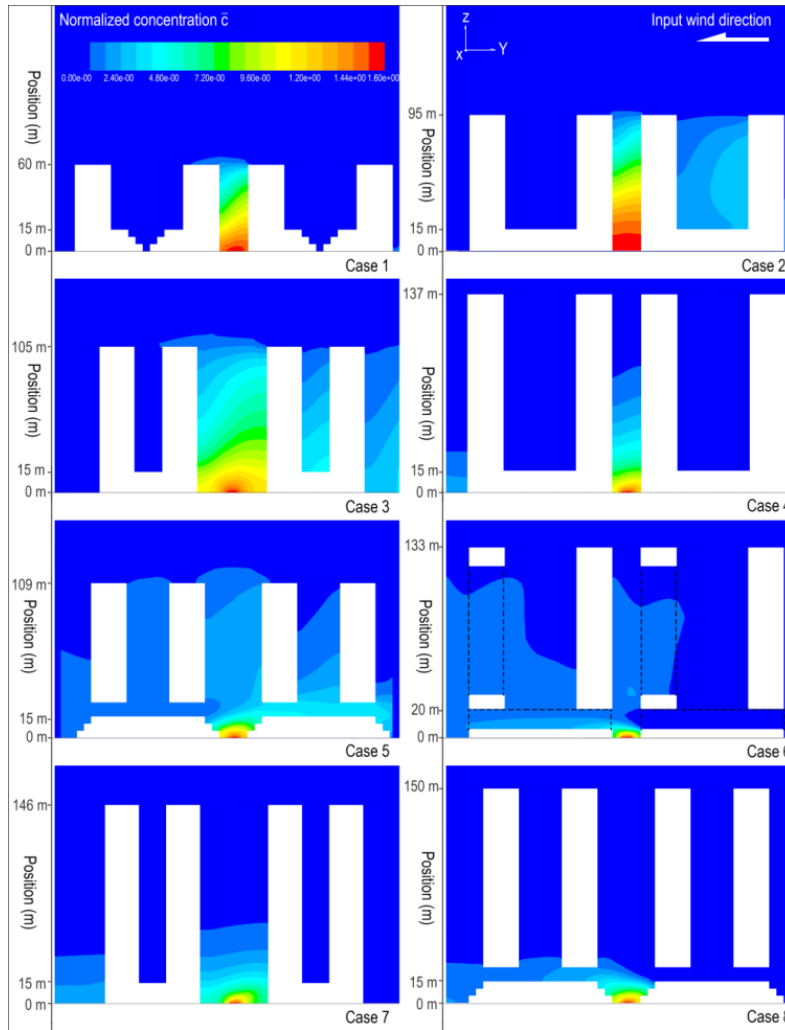 Normalized concentration c̅
0.00e-00 2.40e-00 4.80e-00 7.20e-00 9.60e-00 1.20e+00 1.44e+00 1.60e+00
Position (m)
60 m
15 m
0 m
Position (m)
Case 1
Z
X Y
Input wind direction
Position (m)
95 m
15 m
0 m
Position (m)
Case 2
105 m
15 m
0 m
Position (m)
Case 3
137 m
15 m
0 m
Position (m)
Case 4
109 m
15 m
0 m
Position (m)
Case 5
133 m
20 m
0 m
Position (m)
Case 6
146 m
15 m
0 m
Position (m)
Case 7
150 m
15 m
0 m
Position (m)
Case 8